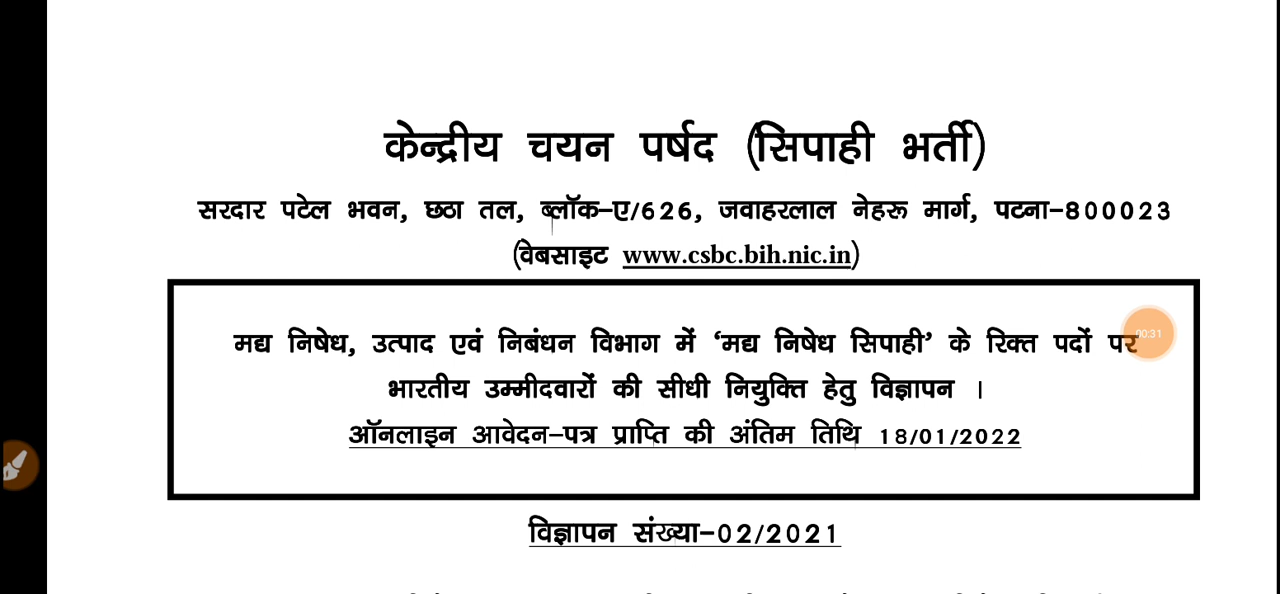 केन्द्रीय चयन पर्षद (सिपाही भर्ती)
सरदार पटेल भवन, छठा तल, ब्लॉक–ए/626, जवाहरलाल नेहरू मार्ग, पटना–800023
(वेबसाइट www.csbc.bih.nic.in)
मद्य निषेध, उत्पाद एवं निबंधन विभाग में ‘मद्य निषेध सिपाही’ के रिक्त पदों पर
00:31
भारतीय उम्मीदवारों की सीधी नियुक्ति हेतु विज्ञापन ।
ऑनलाइन आवेदन–पत्र प्राप्ति की अंतिम तिथि 18/01/2022
विज्ञापन संख्या–02/2021